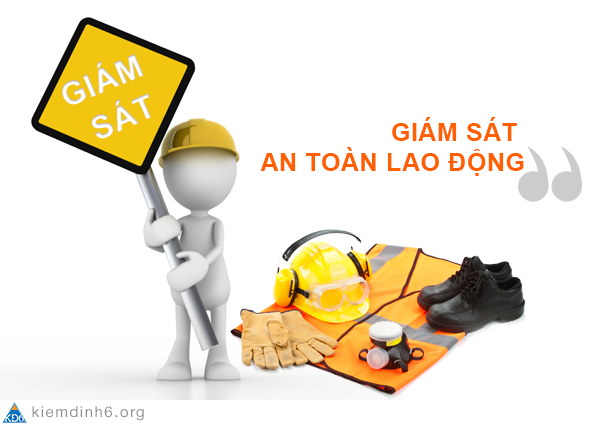 GIÁM
SÁT
GIÁM SÁT
AN TOÀN LAO ĐỘNG
KĐ6
kiemdinh6.org